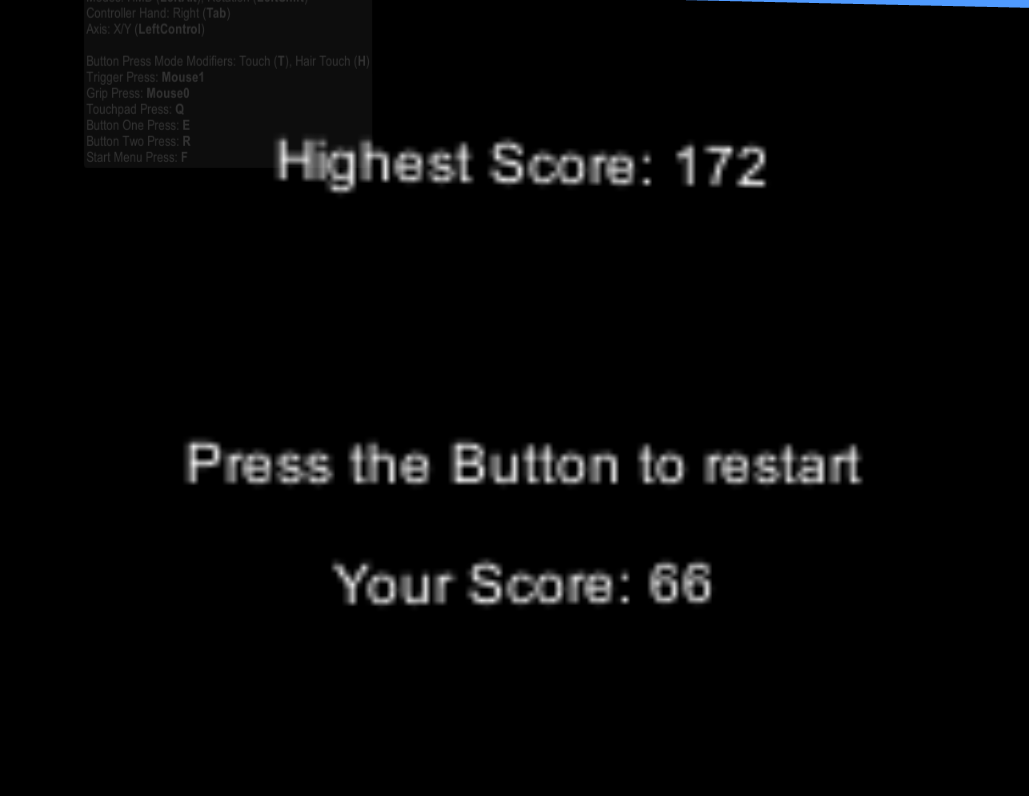 Controller Hand: Right (Tab)
Axis: X/Y (LeftControl)
Button Press Mode Modifiers: Touch (T), Hair Touch (H)
Trigger Press: Mouse1
Grip Press: Mouse0
Touchpad Press: Q
Button One Press: E
Button Two Press: R
Start Menu Press: F
Highest Score: 172
Press the Button to restart
Your Score: 66